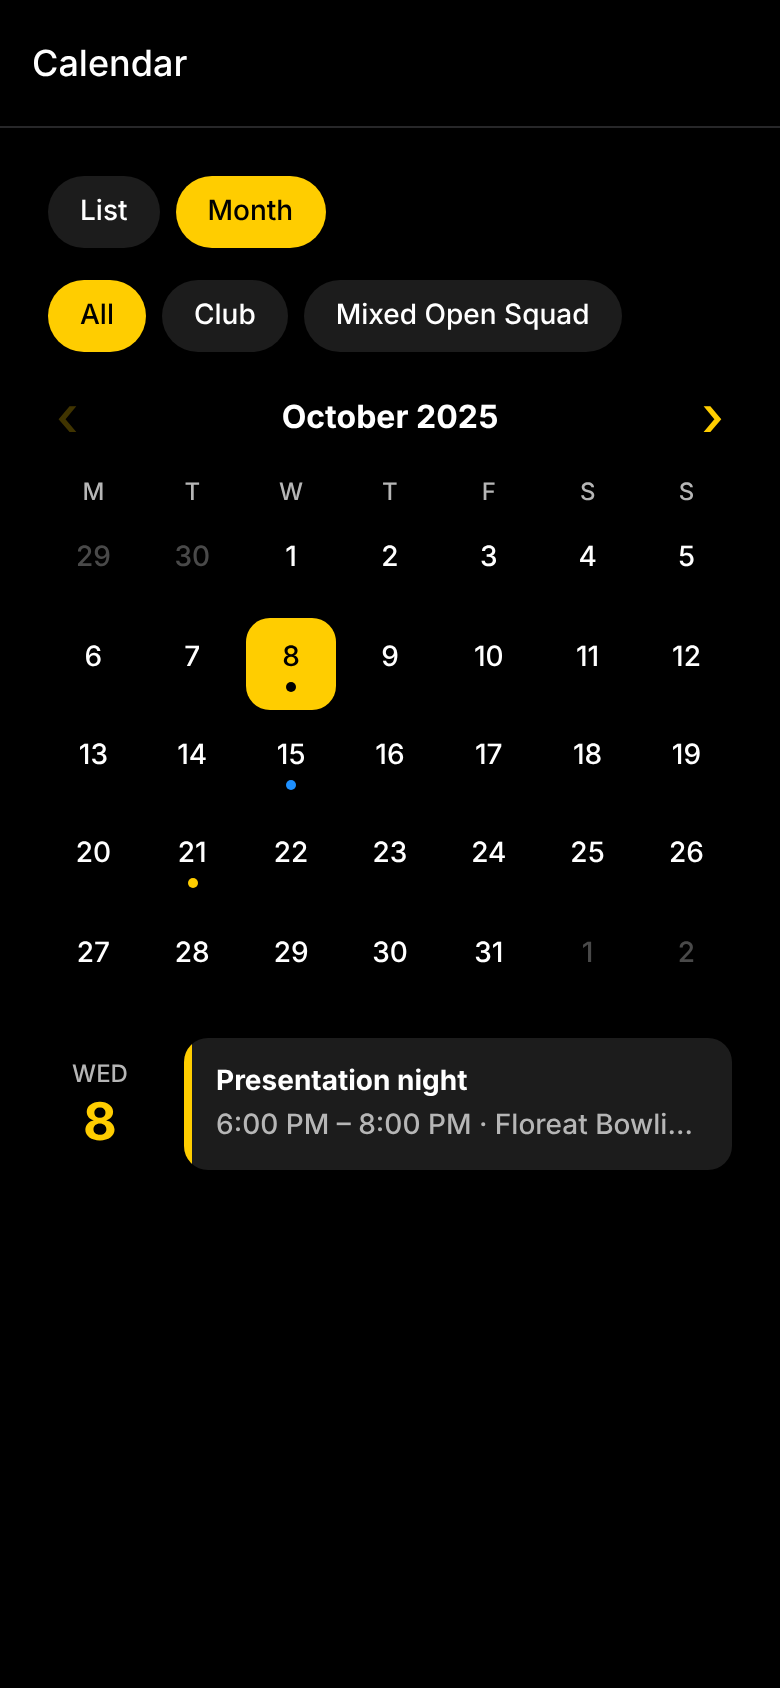 Calendar
List Month
All Club Mixed Open Squad
‹ October 2025 ›
M T W T F S S
29 30 1 2 3 4 5
6 7 8 9 10 11 12
13 14 15 16 17 18 19
20 21 22 23 24 25 26
27 28 29 30 31 1 2
WED
8
Presentation night
6:00 PM – 8:00 PM · Floreat Bowli...